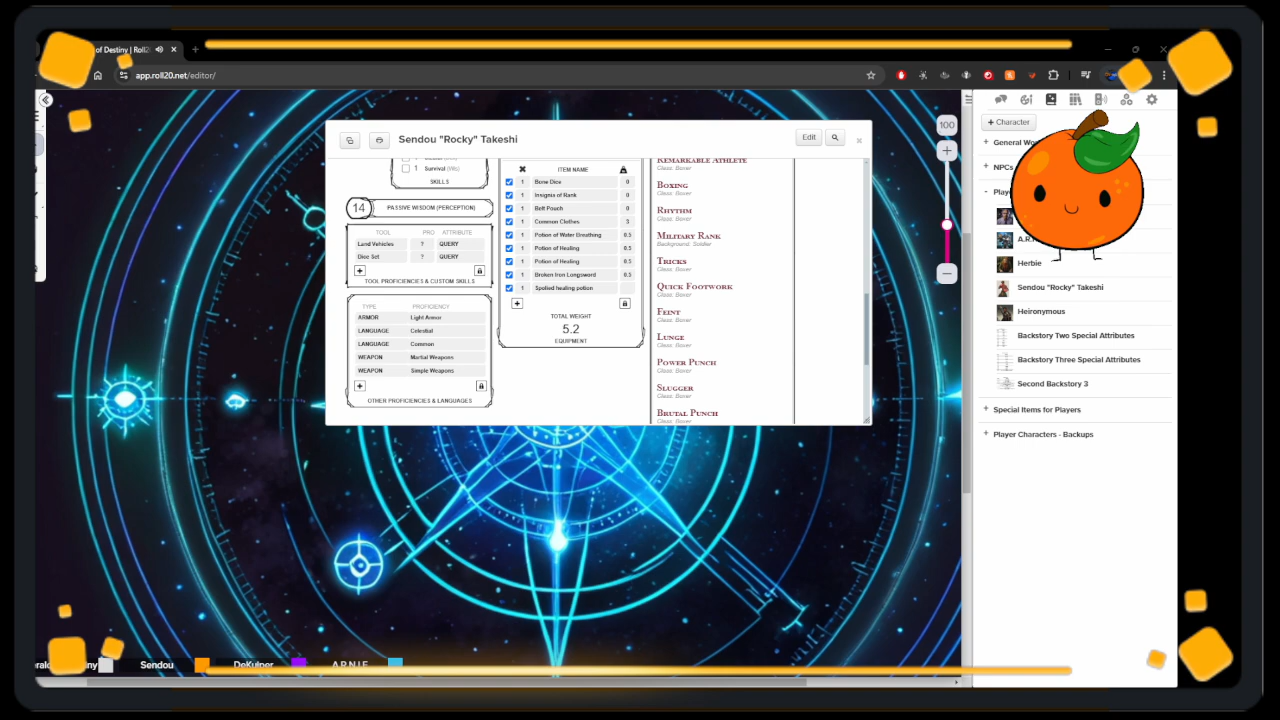 of Destiny | Roll20
app.roll20.net/editor/
Sendou "Rocky" Takeshi
Edit
1 Survival (Wis)
SKILLS
14 PASSIVE WISDOM (PERCEPTION)
TOOL PRO ATTRIBUTE
Land Vehicles ? QUERY
Dice Set ? QUERY
TOOL PROFICIENCIES & CUSTOM SKILLS
TYPE PROFICIENCY
ARMOR Light Armor
LANGUAGE Celestial
LANGUAGE Common
WEAPON Martial Weapons
WEAPON Simple Weapons
OTHER PROFICIENCIES & LANGUAGES
ITEM NAME
1 Bone Dice 0
1 Insignia of Rank 0
1 Belt Pouch 0
1 Common Clothes 3
1 Potion of Water Breathing 0.5
1 Potion of Healing 0.5
1 Potion of Healing 0.5
1 Broken Iron Longsword 0.5
1 Spoiled healing potion
TOTAL WEIGHT
5.2
EQUIPMENT
REMARKABLE ATHLETE
BOXING
Class: Boxer
RHYTHM
Class: Boxer
MILITARY RANK
Background: Soldier
TRICKS
Class: Boxer
QUICK FOOTWORK
Class: Boxer
FEINT
Class: Boxer
LUNGE
Class: Boxer
POWER PUNCH
Class: Boxer
SLUGGER
Class: Boxer
BRUTAL PUNCH
Class: Boxer
100
+ Character
General Wo
NPCs
Play
A.R.
Herbie
Sendou "Rocky" Takeshi
Heironymous
Backstory Two Special Attributes
Backstory Three Special Attributes
Second Backstory 3
Special Items for Players
Player Characters - Backups
Sendou
DeKulper
ARNIE